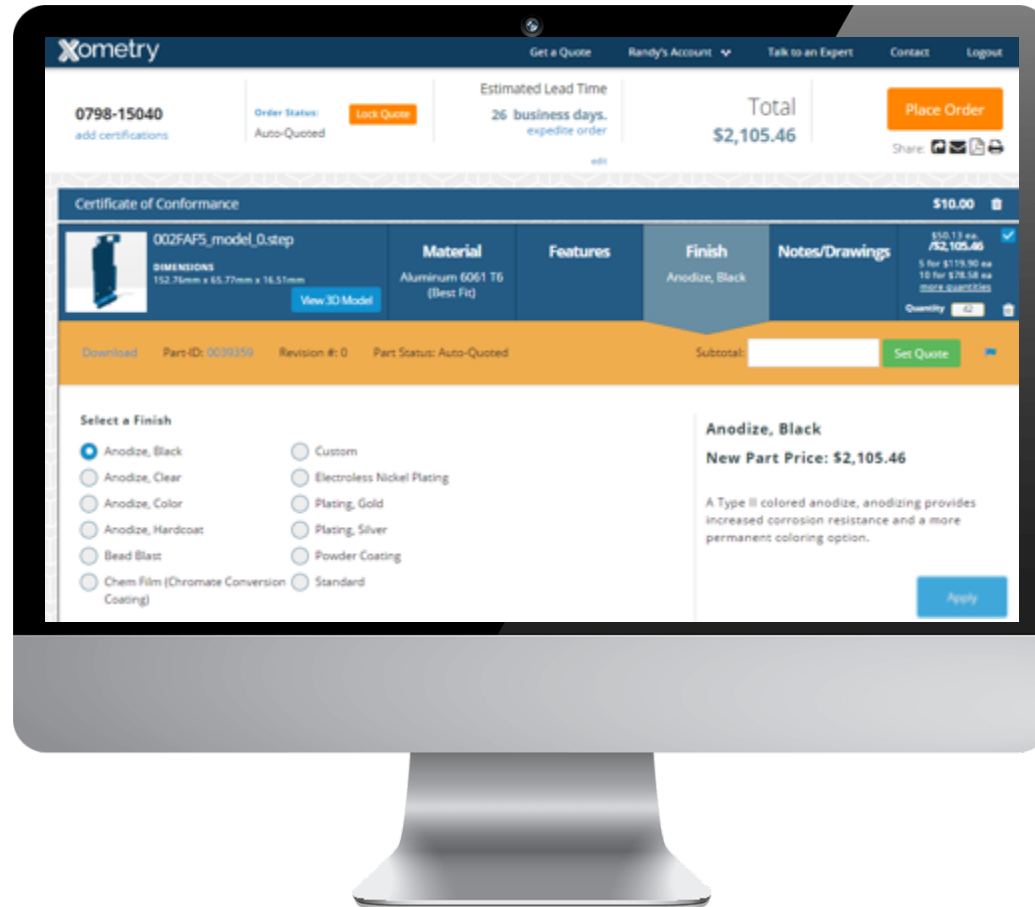 Xometry
Get a Quote Randy's Account Talk to an Expert Contact Logout
0798-15040
add certifications
Order Status:
Auto-Quoted
Lock Quote
Estimated Lead Time
26 business days.
expedite order
edit
Total
$2,105.46
Place Order
Share:
Certificate of Conformance $10.00
002FAF5_model_0.step
DIMENSIONS
152.76mm x 65.77mm x 16.51mm
View 3D Model
Material
Aluminum 6061 T6
(Best Fit)
Features
Finish
Anodize, Black
Notes/Drawings
$50.13 ea.
/$2,105.46
5 for $119.90 ea
10 for $78.58 ea
more quantities
Quantity 42
Download Part-ID: 0039359 Revision #: 0 Part Status: Auto-Quoted Subtotal: Set Quote
Select a Finish
Anodize, Black
Anodize, Clear
Anodize, Color
Anodize, Hardcoat
Bead Blast
Chem Film (Chromate Conversion
Coating)
Custom
Electroless Nickel Plating
Plating, Gold
Plating, Silver
Powder Coating
Standard
Anodize, Black
New Part Price: $2,105.46
A Type II colored anodize, anodizing provides
increased corrosion resistance and a more
permanent coloring option.
Apply